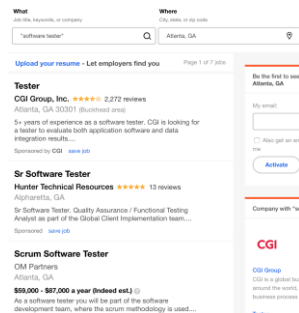 What
Where
Job title, keywords, or company
City, state, or zip code
"software tester"
Atlanta, GA
Upload your resume - Let employers find you
Page 1 of 7 jobs
Tester
CGI Group, Inc. 2,272 reviews
Atlanta, GA 30301 (Buckhead area)
5+ years of experience as a software tester. CGI is looking for
a tester to evaluate both application software and data
integration results....
Sponsored by CGI save job
Sr Software Tester
Hunter Technical Resources 13 reviews
Alpharetta, GA
Sr Software Tester. Quality Assurance / Functional Testing
Analyst as part of the Global Client Implementation team....
Sponsored save job
Scrum Software Tester
OM Partners
Atlanta, GA
$59,000 - $87,000 a year (Indeed est.)
As a software tester you will be part of the software
development team, where the scrum methodology is used....
Be the first to see
Atlanta, GA
My email:
Also get an em
me
Activate
Company with "s
CGI
CGI Group
CGI is a global bu
around the world,
business process